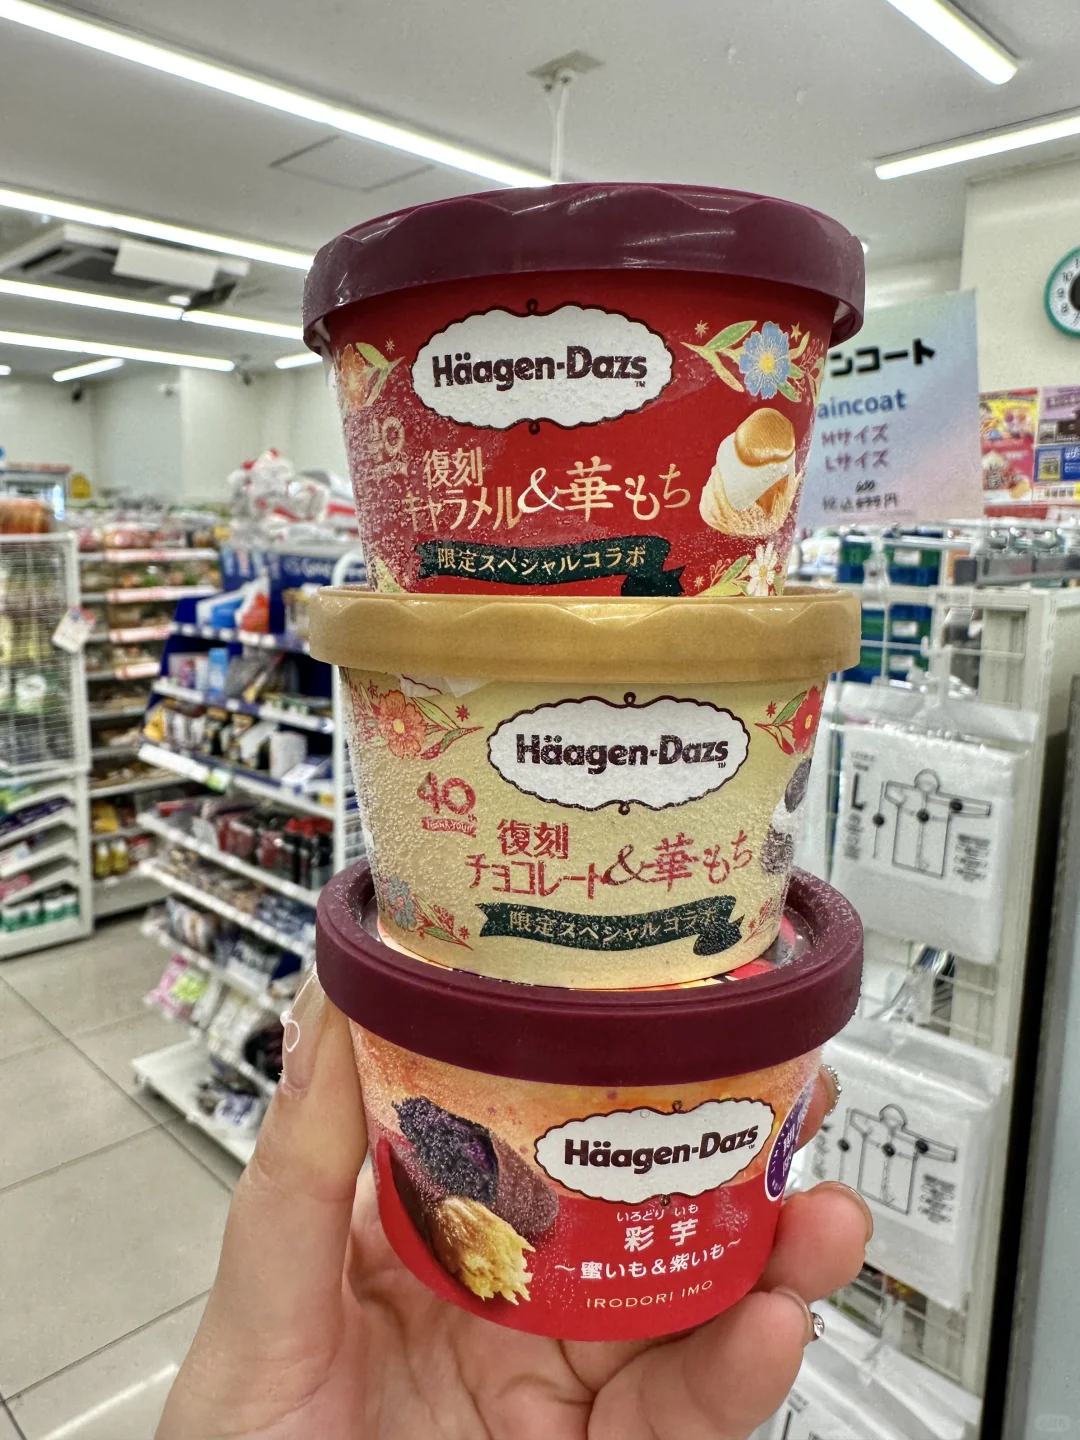 Häagen-Dazs
40
復刻
キャラメル&華もち
限定スペシャルコラボ
ンコート
aincoat
Mサイズ
Lサイズ
Häagen-Dazs
40th
THANK YOU!!
復刻
チョコレート&華もち
限定スペシャルコラボ
L
Häagen-Dazs
いろどり いも
彩芋
～蜜いも&紫いも～
IRODORI IMO